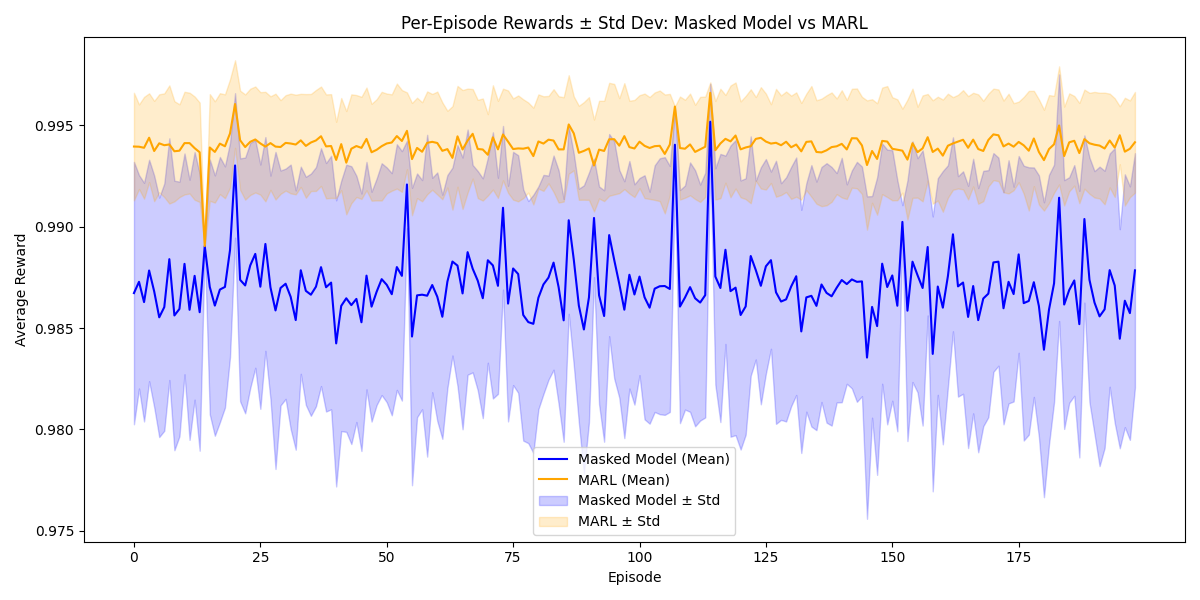 Per-Episode Rewards ± Std Dev: Masked Model vs MARL
Average Reward
0.995
0.990
0.985
0.980
0.975
Masked Model (Mean)
MARL (Mean)
Masked Model ± Std
MARL ± Std
0
25
50
75
100
125
150
175
Episode